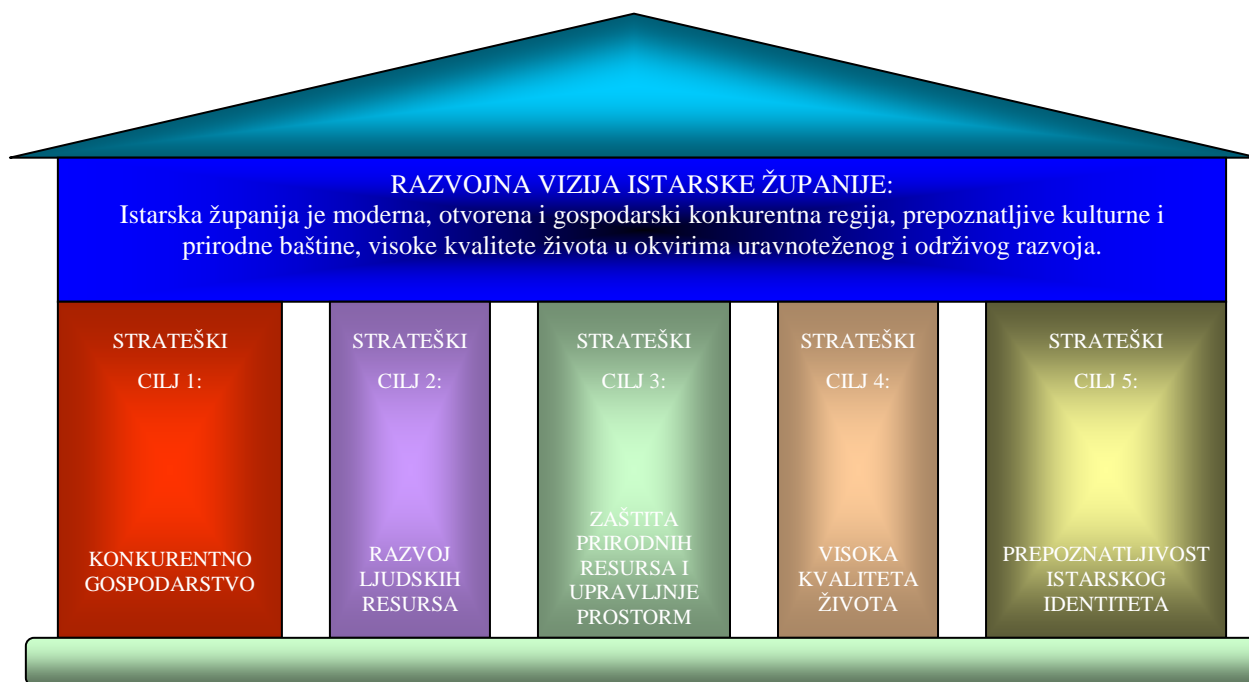 RAZVOJNA VIZIJA ISTARSKE ŽUPANIJE:
Istarska županija je moderna, otvorena i gospodarski konkurentna regija, prepoznatljive kulturne i
prirodne baštine, visoke kvalitete života u okvirima uravnoteženog i održivog razvoja.
STRATEŠKI
CILJ 1:
KONKURENTNO
GOSPODARSTVO
STRATEŠKI
CILJ 2:
RAZVOJ
LJUDSKIH
RESURSA
STRATEŠKI
CILJ 3:
ZAŠTITA
PRIRODNIH
RESURSA I
UPRAVLJNJE
PROSTORM
STRATEŠKI
CILJ 4:
VISOKA
KVALITETA
ŽIVOTA
STRATEŠKI
CILJ 5:
PREPOZNATLJIVOST
ISTARSKOG
IDENTITETA